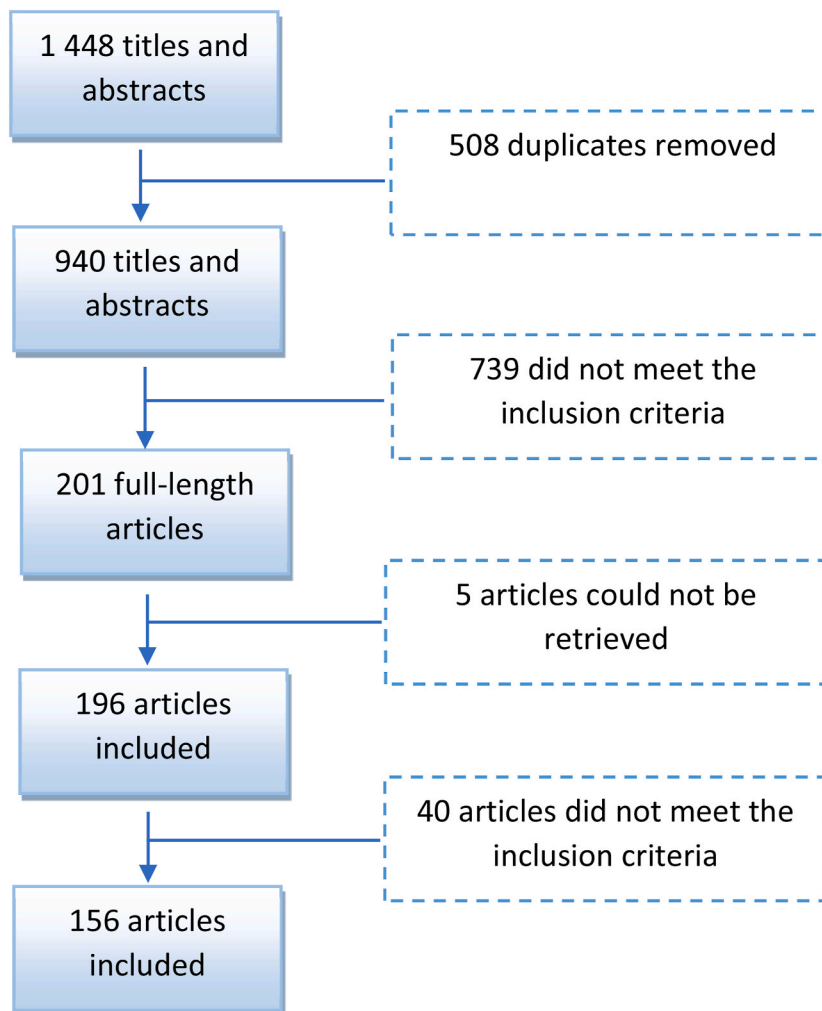 1 448 titles and
abstracts
508 duplicates removed
940 titles and
abstracts
739 did not meet the
inclusion criteria
201 full-length
articles
5 articles could not be
retrieved
196 articles
included
40 articles did not meet the
inclusion criteria
156 articles
included